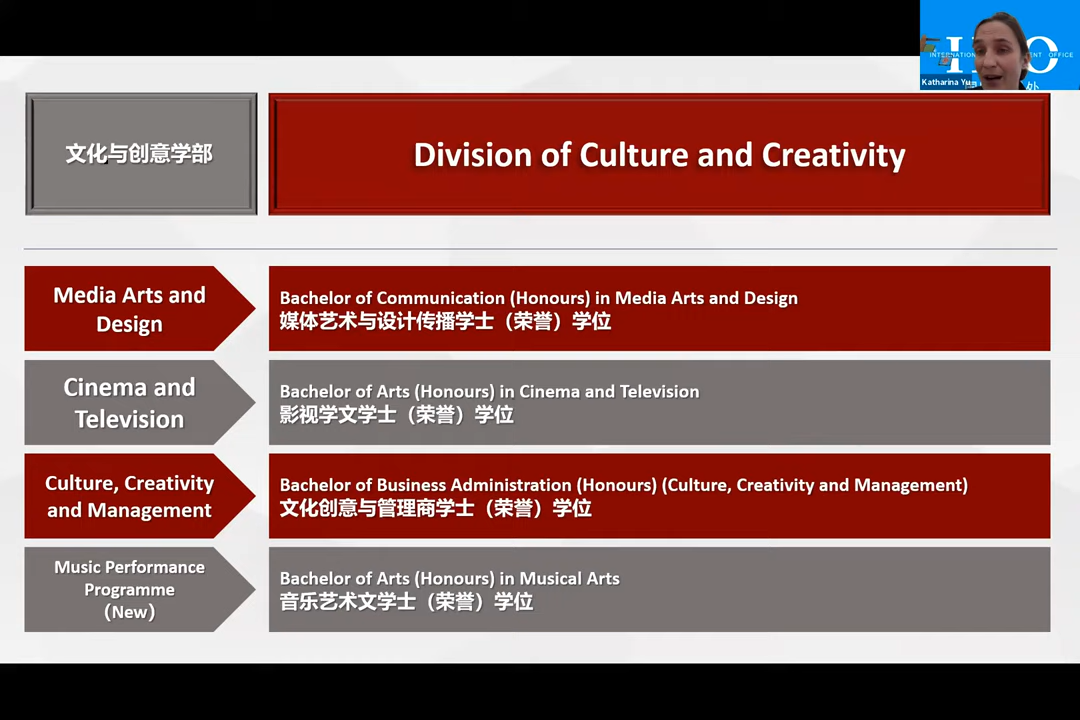 INTERNATION
ENT OFFICE
处
Katharina Yu
文化与创意学部
Division of Culture and Creativity
Media Arts and
Design
Bachelor of Communication (Honours) in Media Arts and Design
媒体艺术与设计传播学士（荣誉）学位
Cinema and
Television
Bachelor of Arts (Honours) in Cinema and Television
影视学文学士（荣誉）学位
Culture, Creativity
and Management
Bachelor of Business Administration (Honours) (Culture, Creativity and Management)
文化创意与管理商学士（荣誉）学位
Music Performance
Programme
（New）
Bachelor of Arts (Honours) in Musical Arts
音乐艺术文学士（荣誉）学位